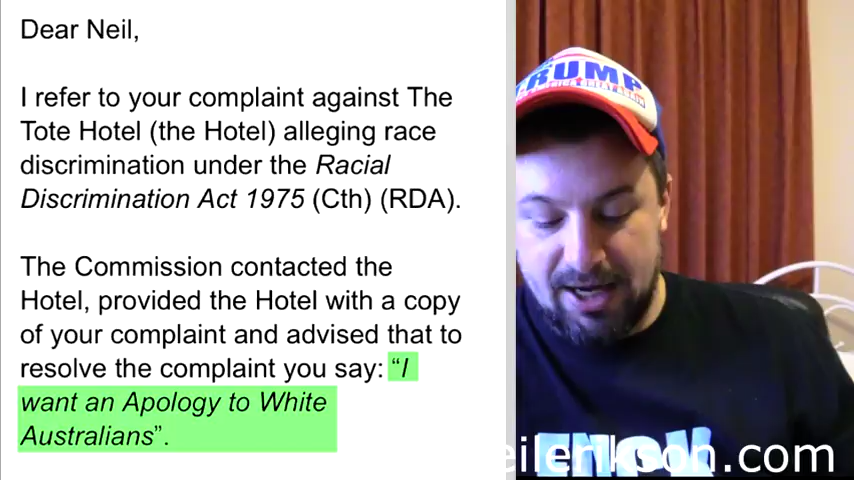 Dear Neil,
I refer to your complaint against The
Tote Hotel (the Hotel) alleging race
discrimination under the Racial
Discrimination Act 1975 (Cth) (RDA).
The Commission contacted the
Hotel, provided the Hotel with a copy
of your complaint and advised that to
resolve the complaint you say: “I
want an Apology to White
Australians”.
TRUMP
eilerikson.com